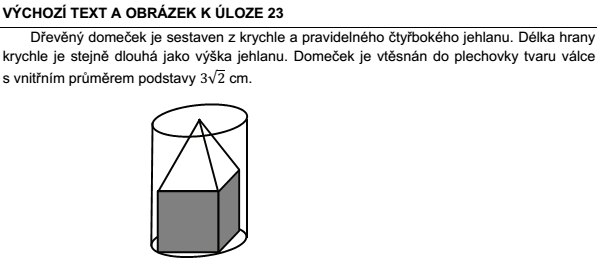 VÝCHOZÍ TEXT A OBRÁZEK K ÚLOZE 23
Dřevěný domeček je sestaven z krychle a pravidelného čtyřbokého jehlanu. Délka hrany
krychle je stejně dlouhá jako výška jehlanu. Domeček je vtěsnán do plechovky tvaru válce
s vnitřním průměrem podstavy 3√2 cm.